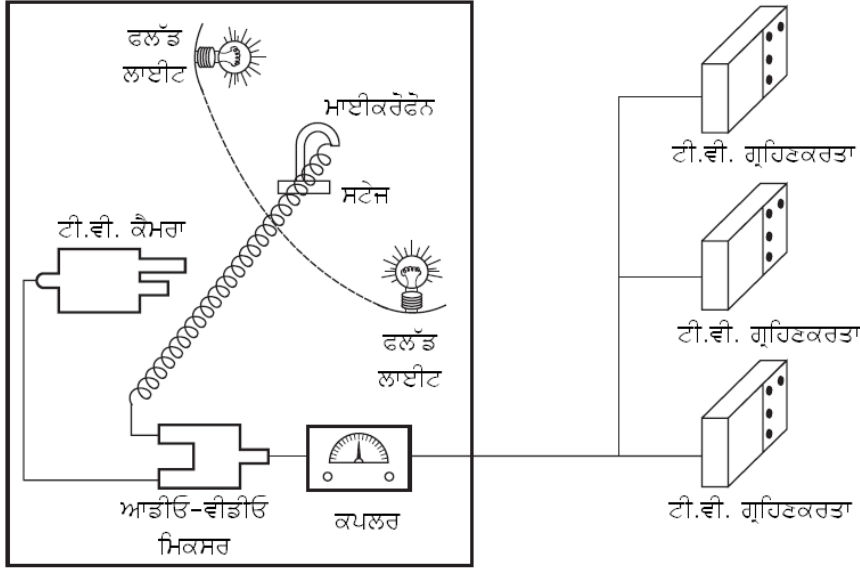 ਫਲੱਡ
ਲਾਈਟ
ਮਾਈਕਰੋਫੋਨ
ਟੀ.ਵੀ. ਗ੍ਰਹਿਣਕਰਤਾ
ਸਟੇਜ
ਟੀ.ਵੀ. ਕੈਮਰਾ
ਫਲੱਡ
ਲਾਈਟ
ਟੀ.ਵੀ. ਗ੍ਰਹਿਣਕਰਤਾ
ਆਡੀਓ-ਵੀਡੀਓ
ਮਿਕਸਰ
ਕਪਲਰ
ਟੀ.ਵੀ. ਗ੍ਰਹਿਣਕਰਤਾ